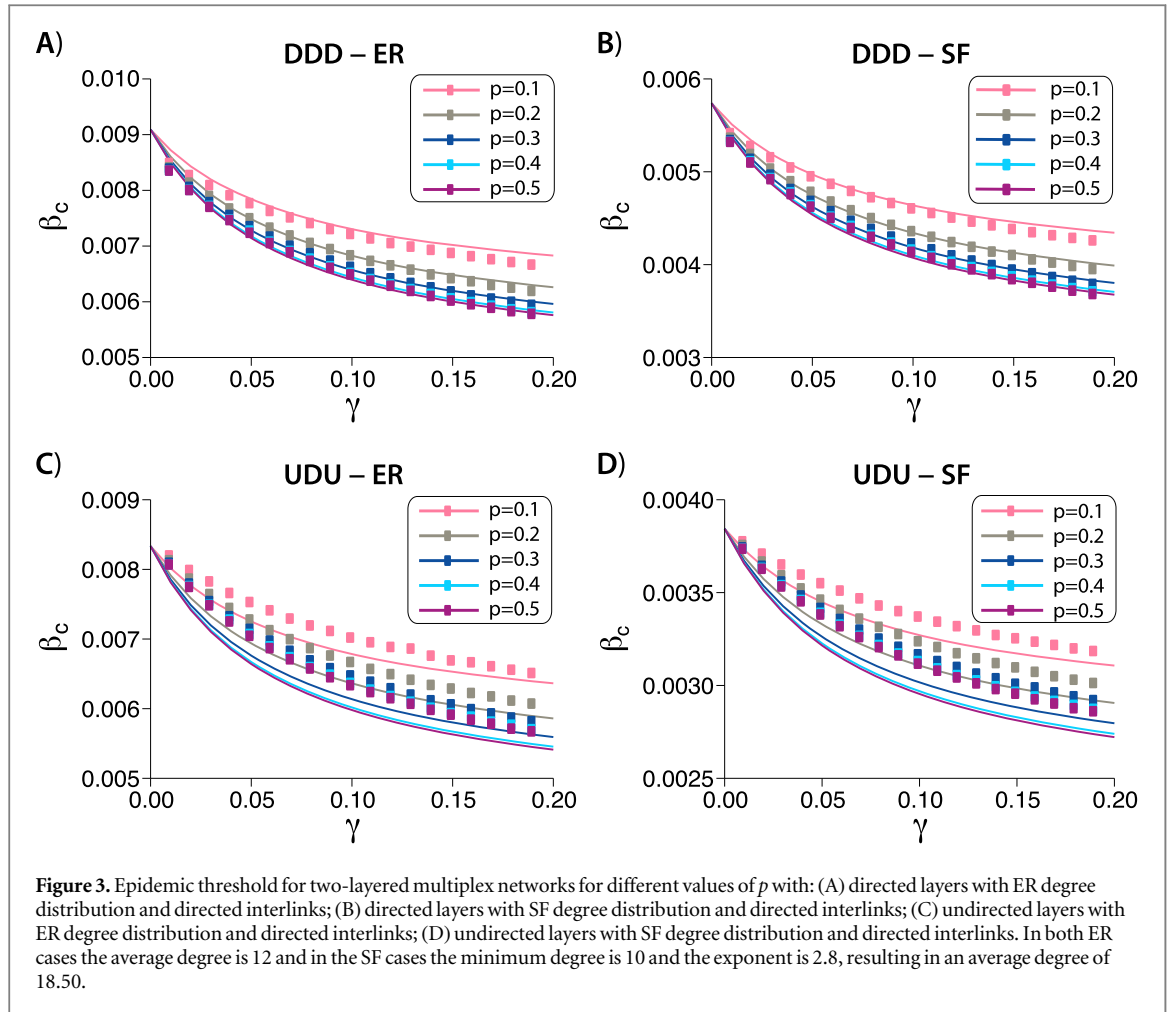 A)
DDD – ER
0.010
0.009
0.008
0.007
0.006
0.005
βc
0.00
0.05
0.10
0.15
0.20
γ
p=0.1
p=0.2
p=0.3
p=0.4
p=0.5
B)
DDD – SF
0.006
0.005
0.004
0.003
βc
0.00
0.05
0.10
0.15
0.20
γ
p=0.1
p=0.2
p=0.3
p=0.4
p=0.5
C)
UDU – ER
0.009
0.008
0.007
0.006
0.005
βc
0.00
0.05
0.10
0.15
0.20
γ
p=0.1
p=0.2
p=0.3
p=0.4
p=0.5
D)
UDU – SF
0.0040
0.0035
0.0030
0.0025
βc
0.00
0.05
0.10
0.15
0.20
γ
p=0.1
p=0.2
p=0.3
p=0.4
p=0.5
Figure 3. Epidemic threshold for two-layered multiplex networks for different values of p with: (A) directed layers with ER degree
distribution and directed interlinks; (B) directed layers with SF degree distribution and directed interlinks; (C) undirected layers with
ER degree distribution and directed interlinks; (D) undirected layers with SF degree distribution and directed interlinks. In both ER
cases the average degree is 12 and in the SF cases the minimum degree is 10 and the exponent is 2.8, resulting in an average degree of
18.50.